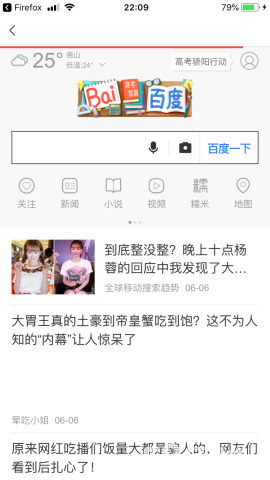 Firefox
22:09
79%
25°
佛山
低温:24°
高考骄阳行动
Bai
百度
百度一下
关注
新闻
小说
视频
糯米
糯米
地图
到底整没整？晚上十点杨
蓉的回应中我发现了大…
全球移动搜索趋势 06-06
大胃王真的土豪到帝皇蟹吃到饱？这不为人
知的“内幕”让人惊呆了
荤吃小姐 06-06
原来网红吃播们饭量大都是骗人的，网友们
看到后扎心了！